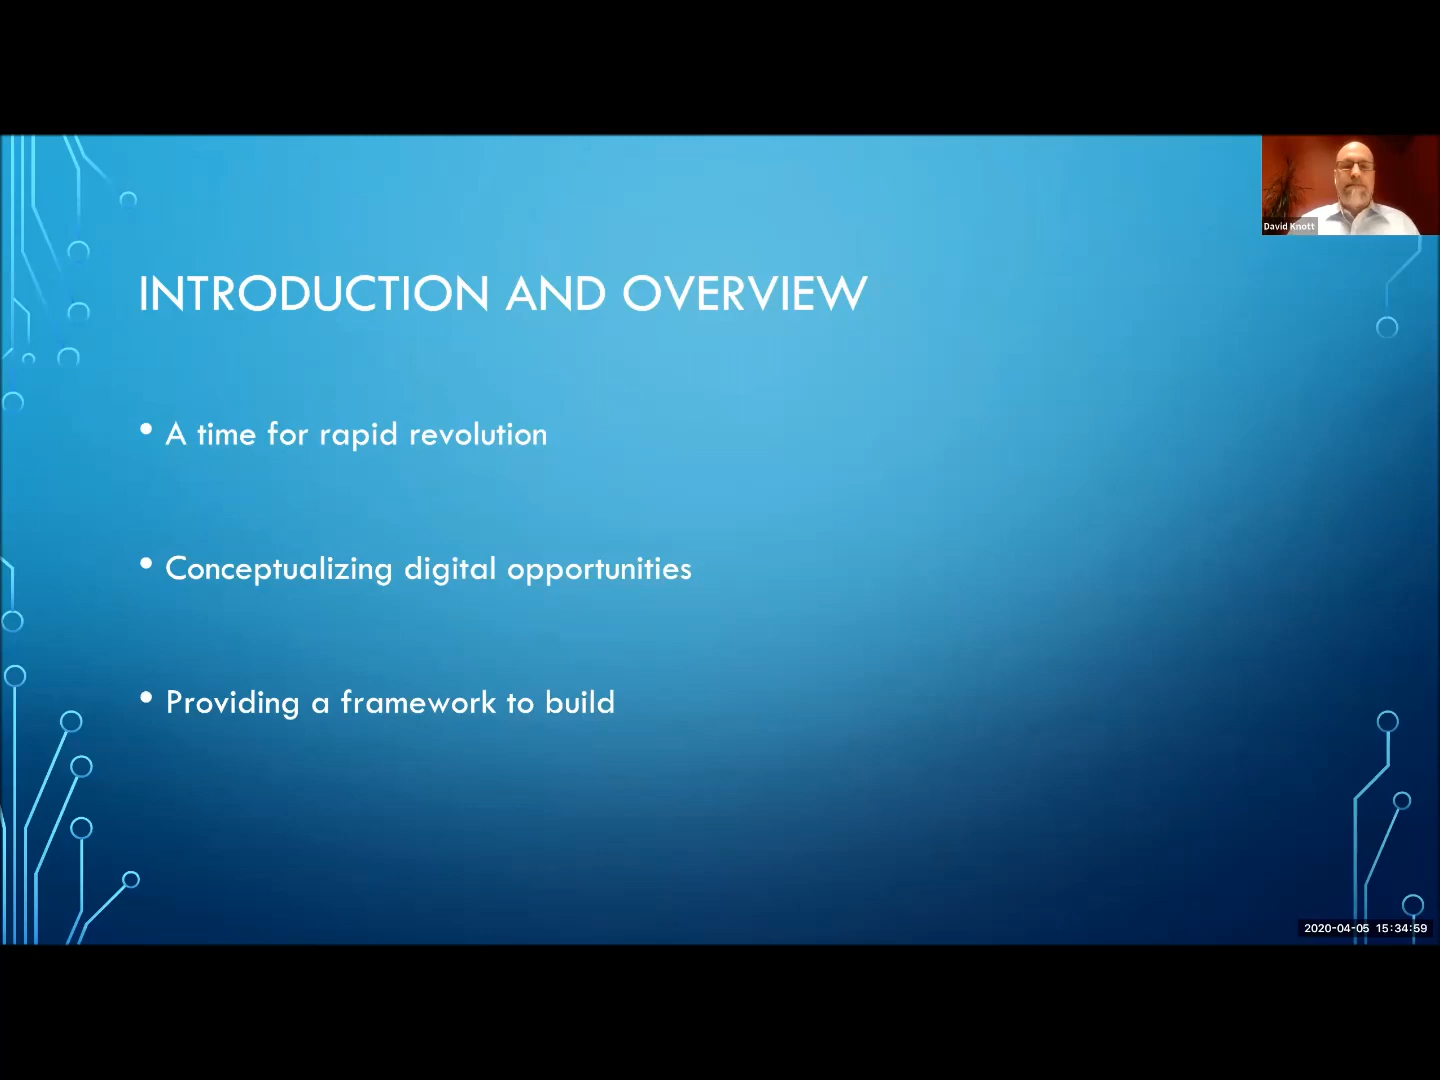 David Knott
INTRODUCTION AND OVERVIEW
• A time for rapid revolution
• Conceptualizing digital opportunities
• Providing a framework to build
2020-04-05 15:34:59